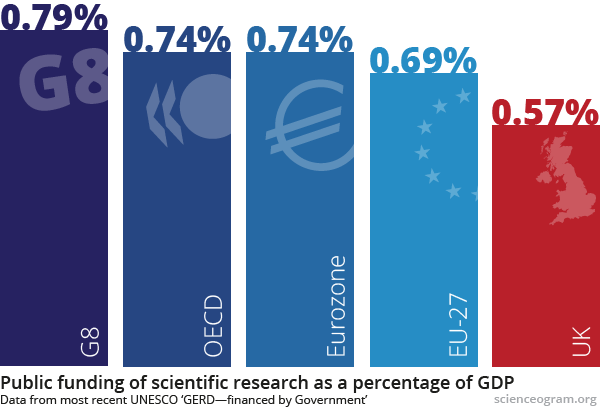 0.79%
0.74%
0.74%
0.69%
0.57%
G8
G8
OECD
Eurozone
EU-27
UK
Public funding of scientific research as a percentage of GDP
Data from most recent UNESCO ‘GERD—financed by Government’
scienceogram.org